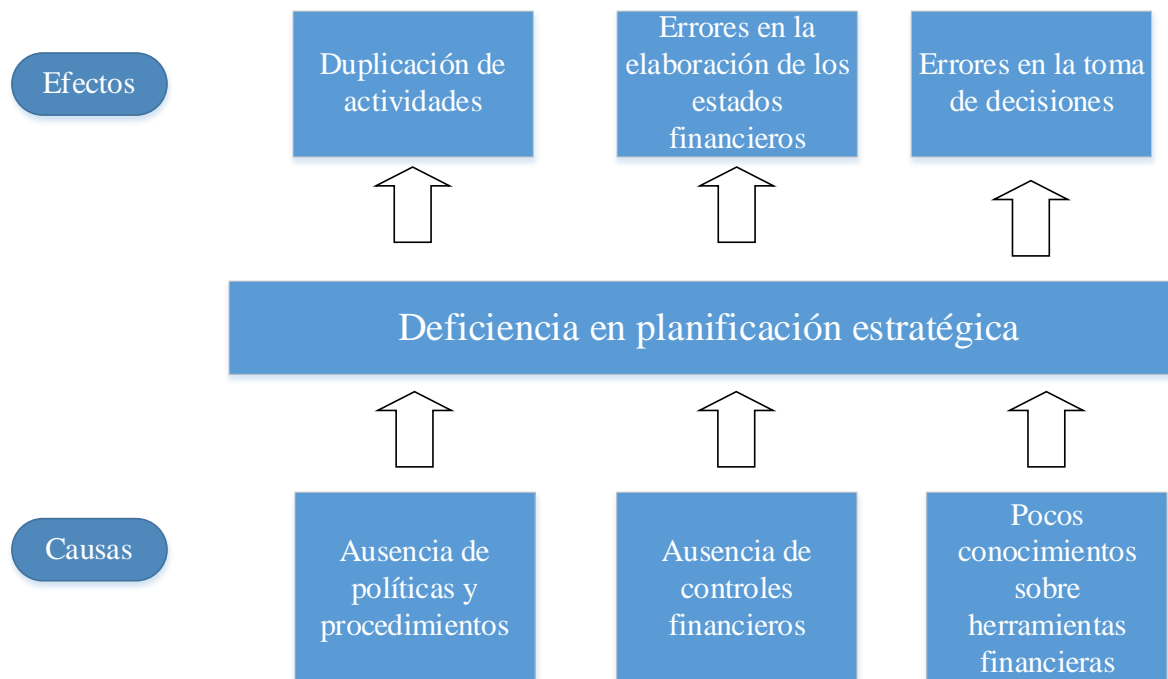 Efectos
Duplicación de
actividades
Errores en la
elaboración de los
estados
financieros
Errores en la toma
de decisiones
Deficiencia en planificación estratégica
Causas
Ausencia de
políticas y
procedimientos
Ausencia de
controles
financieros
Pocos
conocimientos
sobre
herramientas
financieras